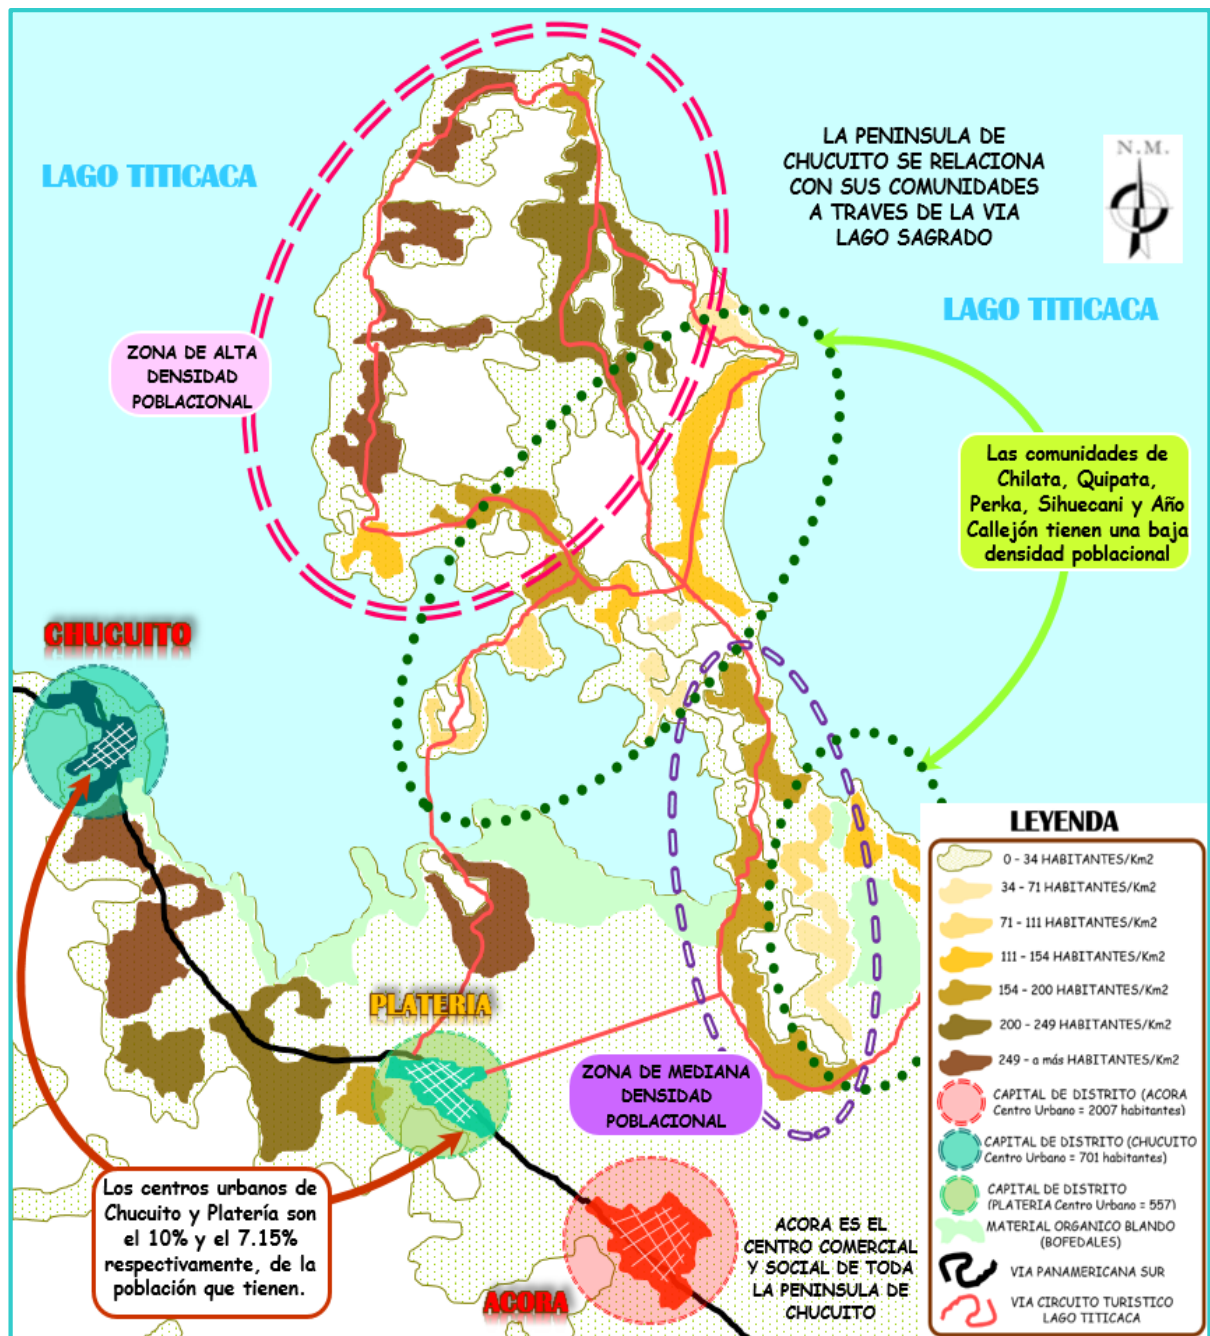 LAGO TITICACA
LA PENINSULA DE
CHUCUITO SE RELACIONA
CON SUS COMUNIDADES
A TRAVES DE LA VIA
LAGO SAGRADO
N.M.
LAGO TITICACA
ZONA DE ALTA
DENSIDAD
POBLACIONAL
Las comunidades de
Chilata, Quipata,
Perka, Sihuecani y Año
Callejón tienen una baja
densidad poblacional
CHUCUITO
PLATERIA
ZONA DE MEDIANA
DENSIDAD
POBLACIONAL
Los centros urbanos de
Chucuito y Platería son
el 10% y el 7.15%
respectivamente, de la
población que tienen.
ACORA
ACORA ES EL
CENTRO COMERCIAL
Y SOCIAL DE TODA
LA PENINSULA DE
CHUCUITO
LEYENDA
0 - 34 HABITANTES/Km2
34 - 71 HABITANTES/Km2
71 - 111 HABITANTES/Km2
111 - 154 HABITANTES/Km2
154 - 200 HABITANTES/Km2
200 - 249 HABITANTES/Km2
249 - a más HABITANTES/Km2
CAPITAL DE DISTRITO (ACORA
Centro Urbano = 2007 habitantes)
CAPITAL DE DISTRITO (CHUCUITO
Centro Urbano = 701 habitantes)
CAPITAL DE DISTRITO
(PLATERIA Centro Urbano = 557)
MATERIAL ORGANICO BLANDO
(BOFEDALES)
VIA PANAMERICANA SUR
VIA CIRCUITO TURISTICO
LAGO TITICACA